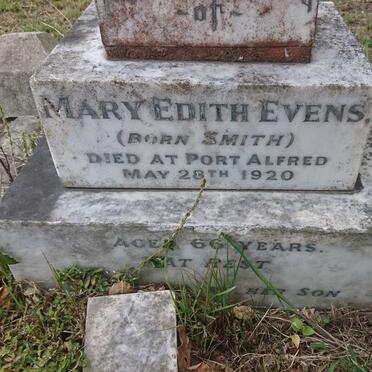 - of -
MARY EDITH EVENS.
(BORN SMITH)
DIED AT PORT ALFRED
MAY 28TH 1920
AGED 66 YEARS.
AT REST
HER SON